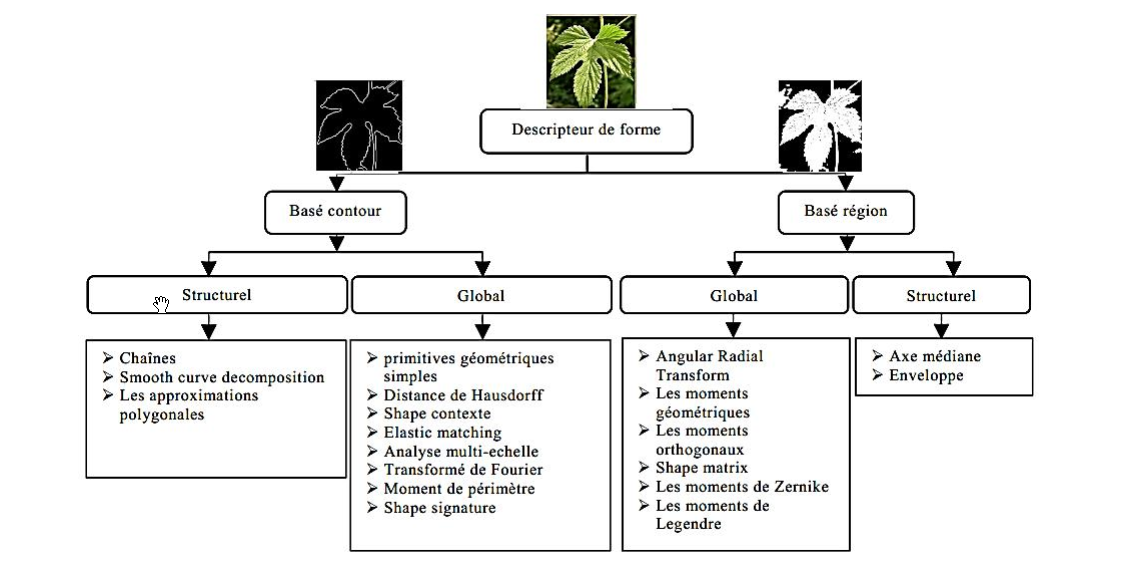 Descripteur de forme
Basé contour
Basé région
Structurel
Global
Global
Structurel
➢ Chaînes
➢ Smooth curve decomposition
➢ Les approximations
polygonales
➢ primitives géométriques
simples
➢ Distance de Hausdorff
➢ Shape contexte
➢ Elastic matching
➢ Analyse multi-echelle
➢ Transformé de Fourier
➢ Moment de périmètre
➢ Shape signature
➢ Angular Radial
Transform
➢ Les moments
géométriques
➢ Les moments
orthogonaux
➢ Shape matrix
➢ Les moments de Zernike
➢ Les moments de
Legendre
➢ Axe médiane
➢ Enveloppe